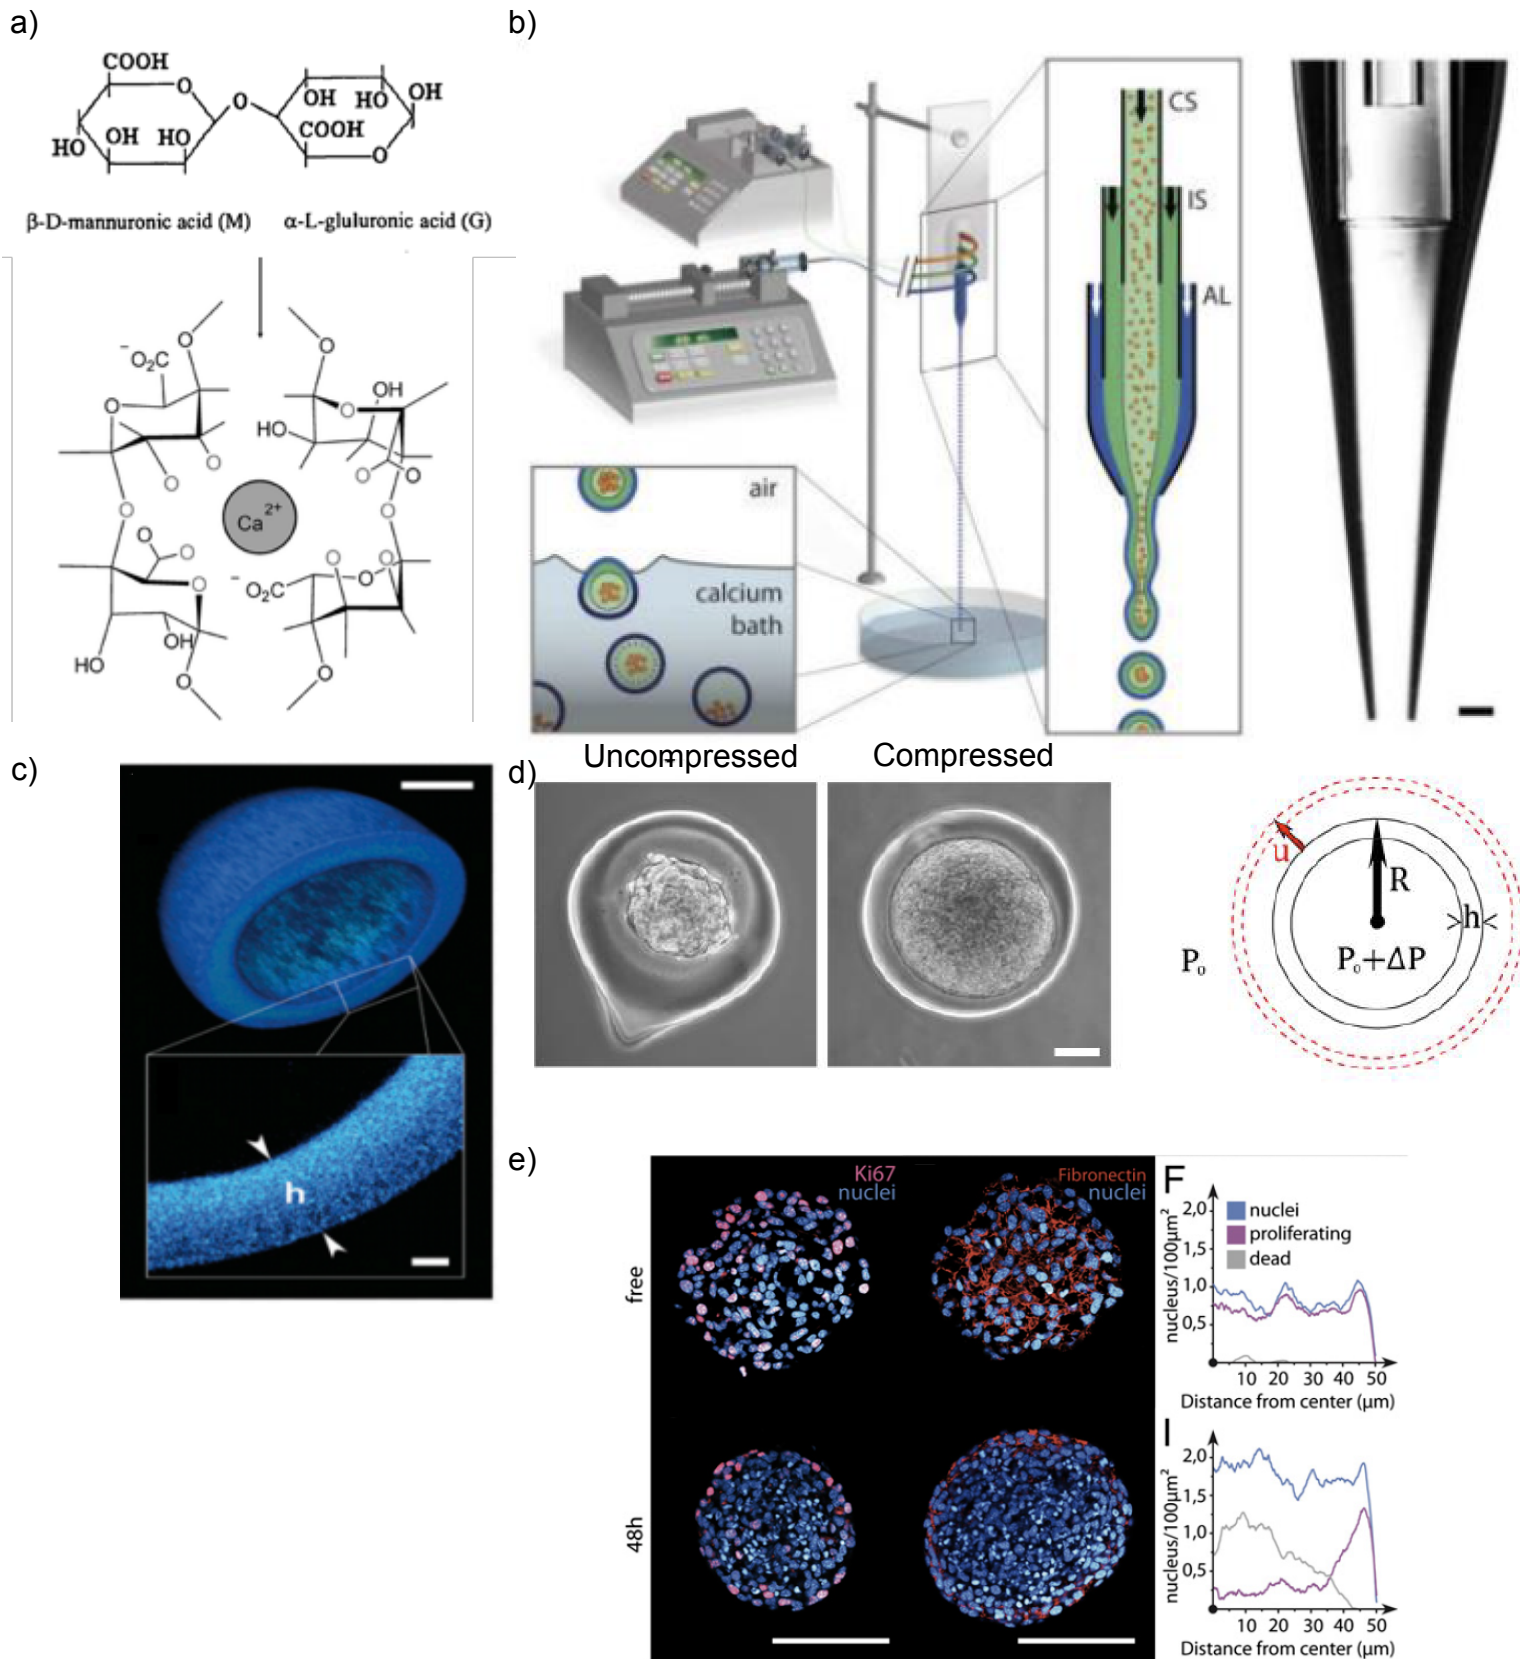 a)
COOH
O
O
OH
HO
OH
HO
OH
HO
COOH
O
β-D-mannuronic acid (M)
α-L-gluluronic acid (G)
−
O₂C
O
O
O
O
OH
HO
O
O
O
O
Ca²⁺
O
O
O
O
O
O
−
O₂C
O
O
OH
HO
O
O
b)
CS
IS
AL
air
calcium
bath
c)
h
d)
Uncompressed
Compressed
u
R
h
P₀
P₀+ΔP
e)
Ki67
nuclei
Fibronectin
nuclei
free
48h
F
nucleus/100µm²
2,0
1,5
1,0
0,5
nuclei
proliferating
dead
10 20 30 40 50
Distance from center (µm)
I
nucleus/100µm²
2,0
1,5
1,0
0,5
10 20 30 40 50
Distance from center (µm)